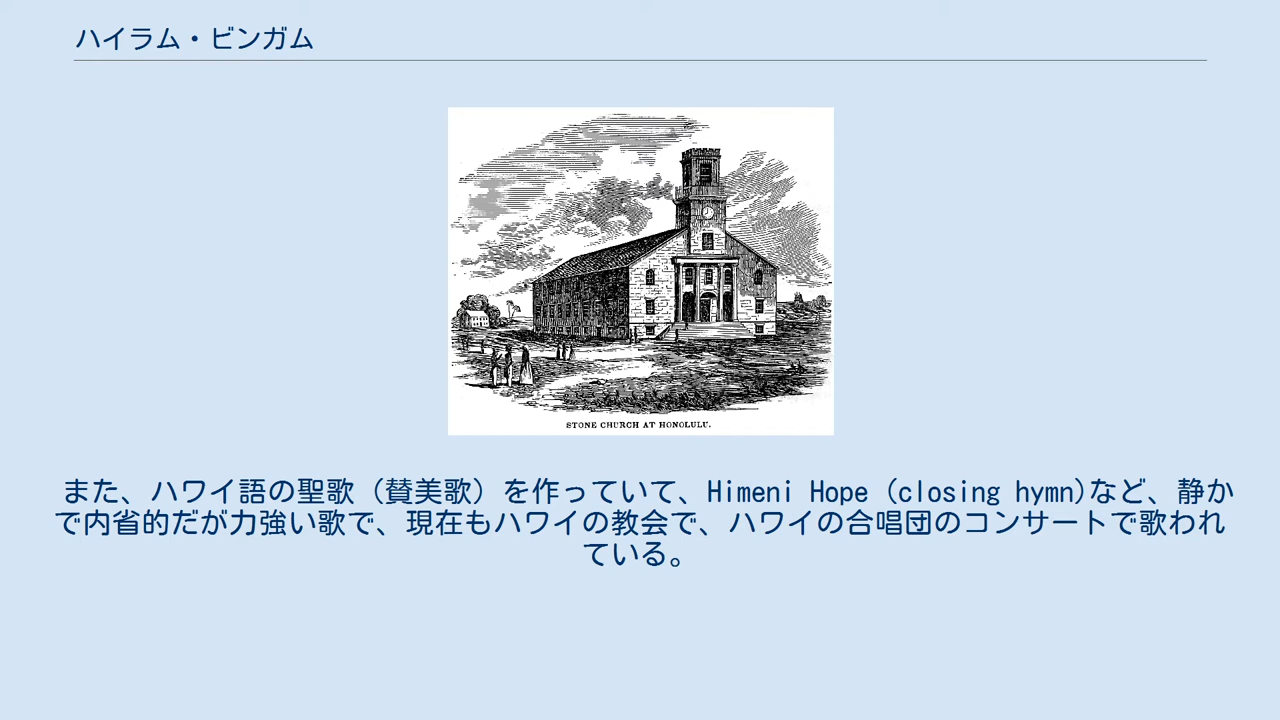 ハイラム・ビンガム
STONE CHURCH AT HONOLULU.
また、ハワイ語の聖歌（賛美歌）を作っていて、Himeni Hope (closing hymn)など、静か
で内省的だが力強い歌で、現在もハワイの教会で、ハワイの合唱団のコンサートで歌われ
ている。